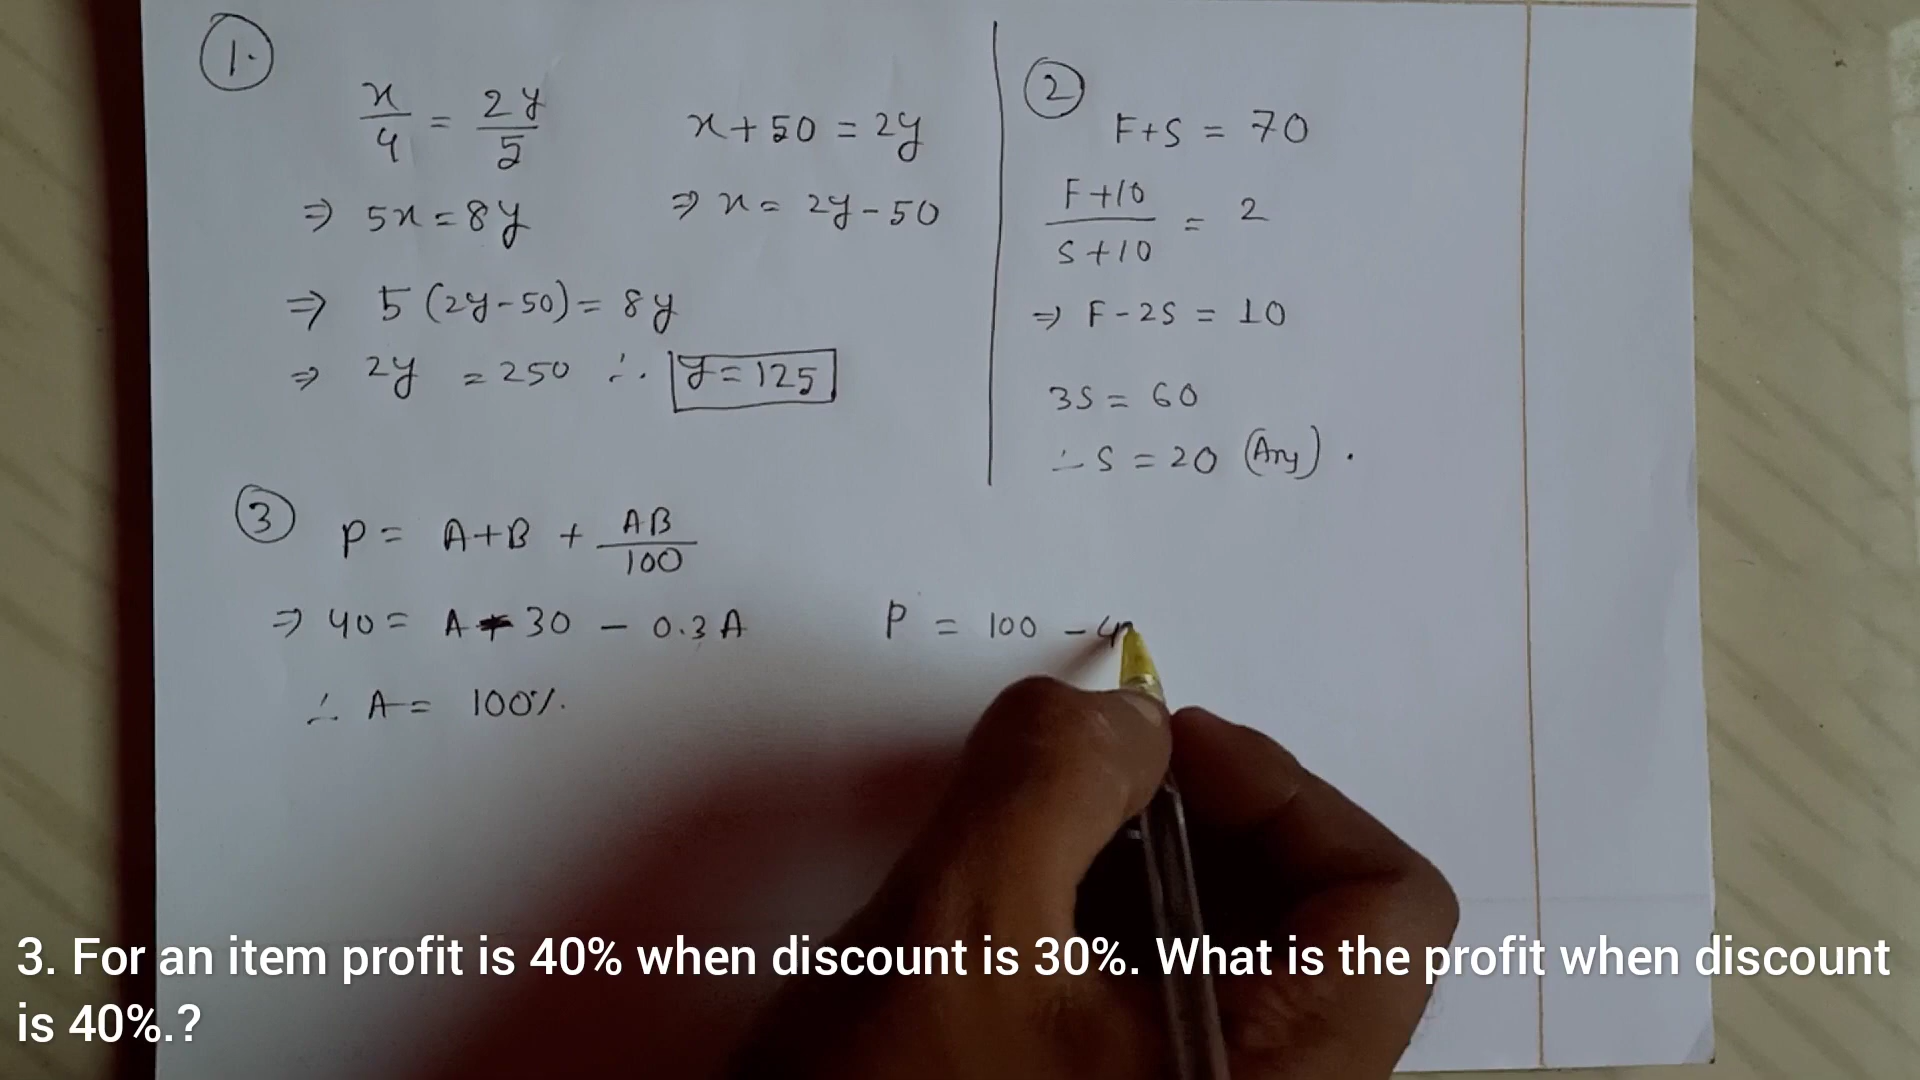 1.
x/4 = 2y/5    x + 50 = 2y
⇒ 5x = 8y    ⇒ x = 2y - 50
⇒ 5(2y - 50) = 8y
⇒ 2y = 250 ∴ y = 125
2
F + S = 70
F + 10 / S + 10 = 2
⇒ F - 2S = 10
3S = 60
∴ S = 20 (Ans).
3 P = A + B + AB/100
⇒ 40 = A - 30 - 0.3A    P = 100 - 4
∴ A = 100%.
3. For an item profit is 40% when discount is 30%. What is the profit when discount
is 40%.?